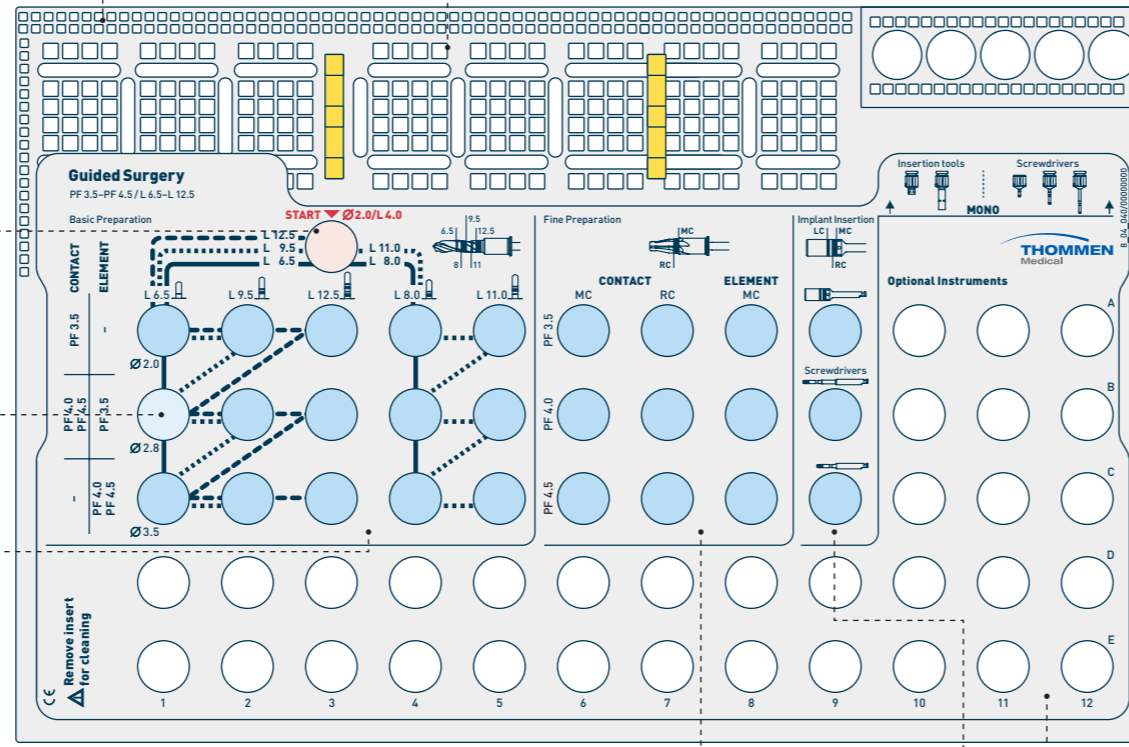 Guided Surgery
PF 3.5–PF 4.5 / L 6.5–L 12.5
Basic Preparation
START Ø 2.0/L 4.0
L 12.5
L 9.5
L 6.5
L 11.0
L 8.0
9.5
6.5
12.5
8
11
CONTACT
ELEMENT
L 6.5
L 9.5
L 12.5
L 8.0
L 11.0
PF 3.5
–
Ø 2.0
PF 4.0
PF 4.5
PF 3.5
Ø 2.8
–
PF 4.0
PF 4.5
Ø 3.5
Fine Preparation
MC
RC
CONTACT
ELEMENT
MC
RC
MC
PF 3.5
PF 4.0
PF 4.5
Implant Insertion
LC
MC
RC
Screwdrivers
Insertion tools
Screwdrivers
MONO
THOMMEN
Medical
8_04_040/00000000
Optional Instruments
A
B
C
D
E
Remove insert
for cleaning
CE
1
2
3
4
5
6
7
8
9
10
11
12